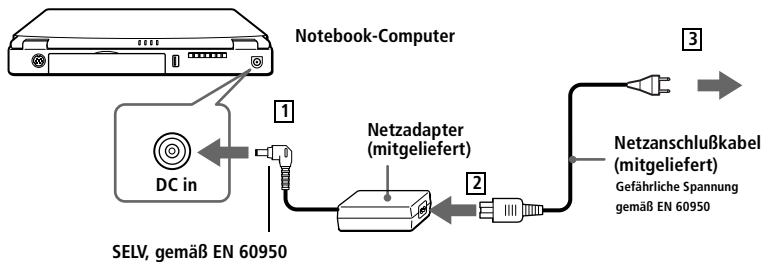 Notebook-Computer
3
1
Netzadapter
(mitgeliefert)
Netzanschlußkabel
(mitgeliefert)
Gefährliche Spannung
gemäß EN 60950
2
DC in
SELV, gemäß EN 60950